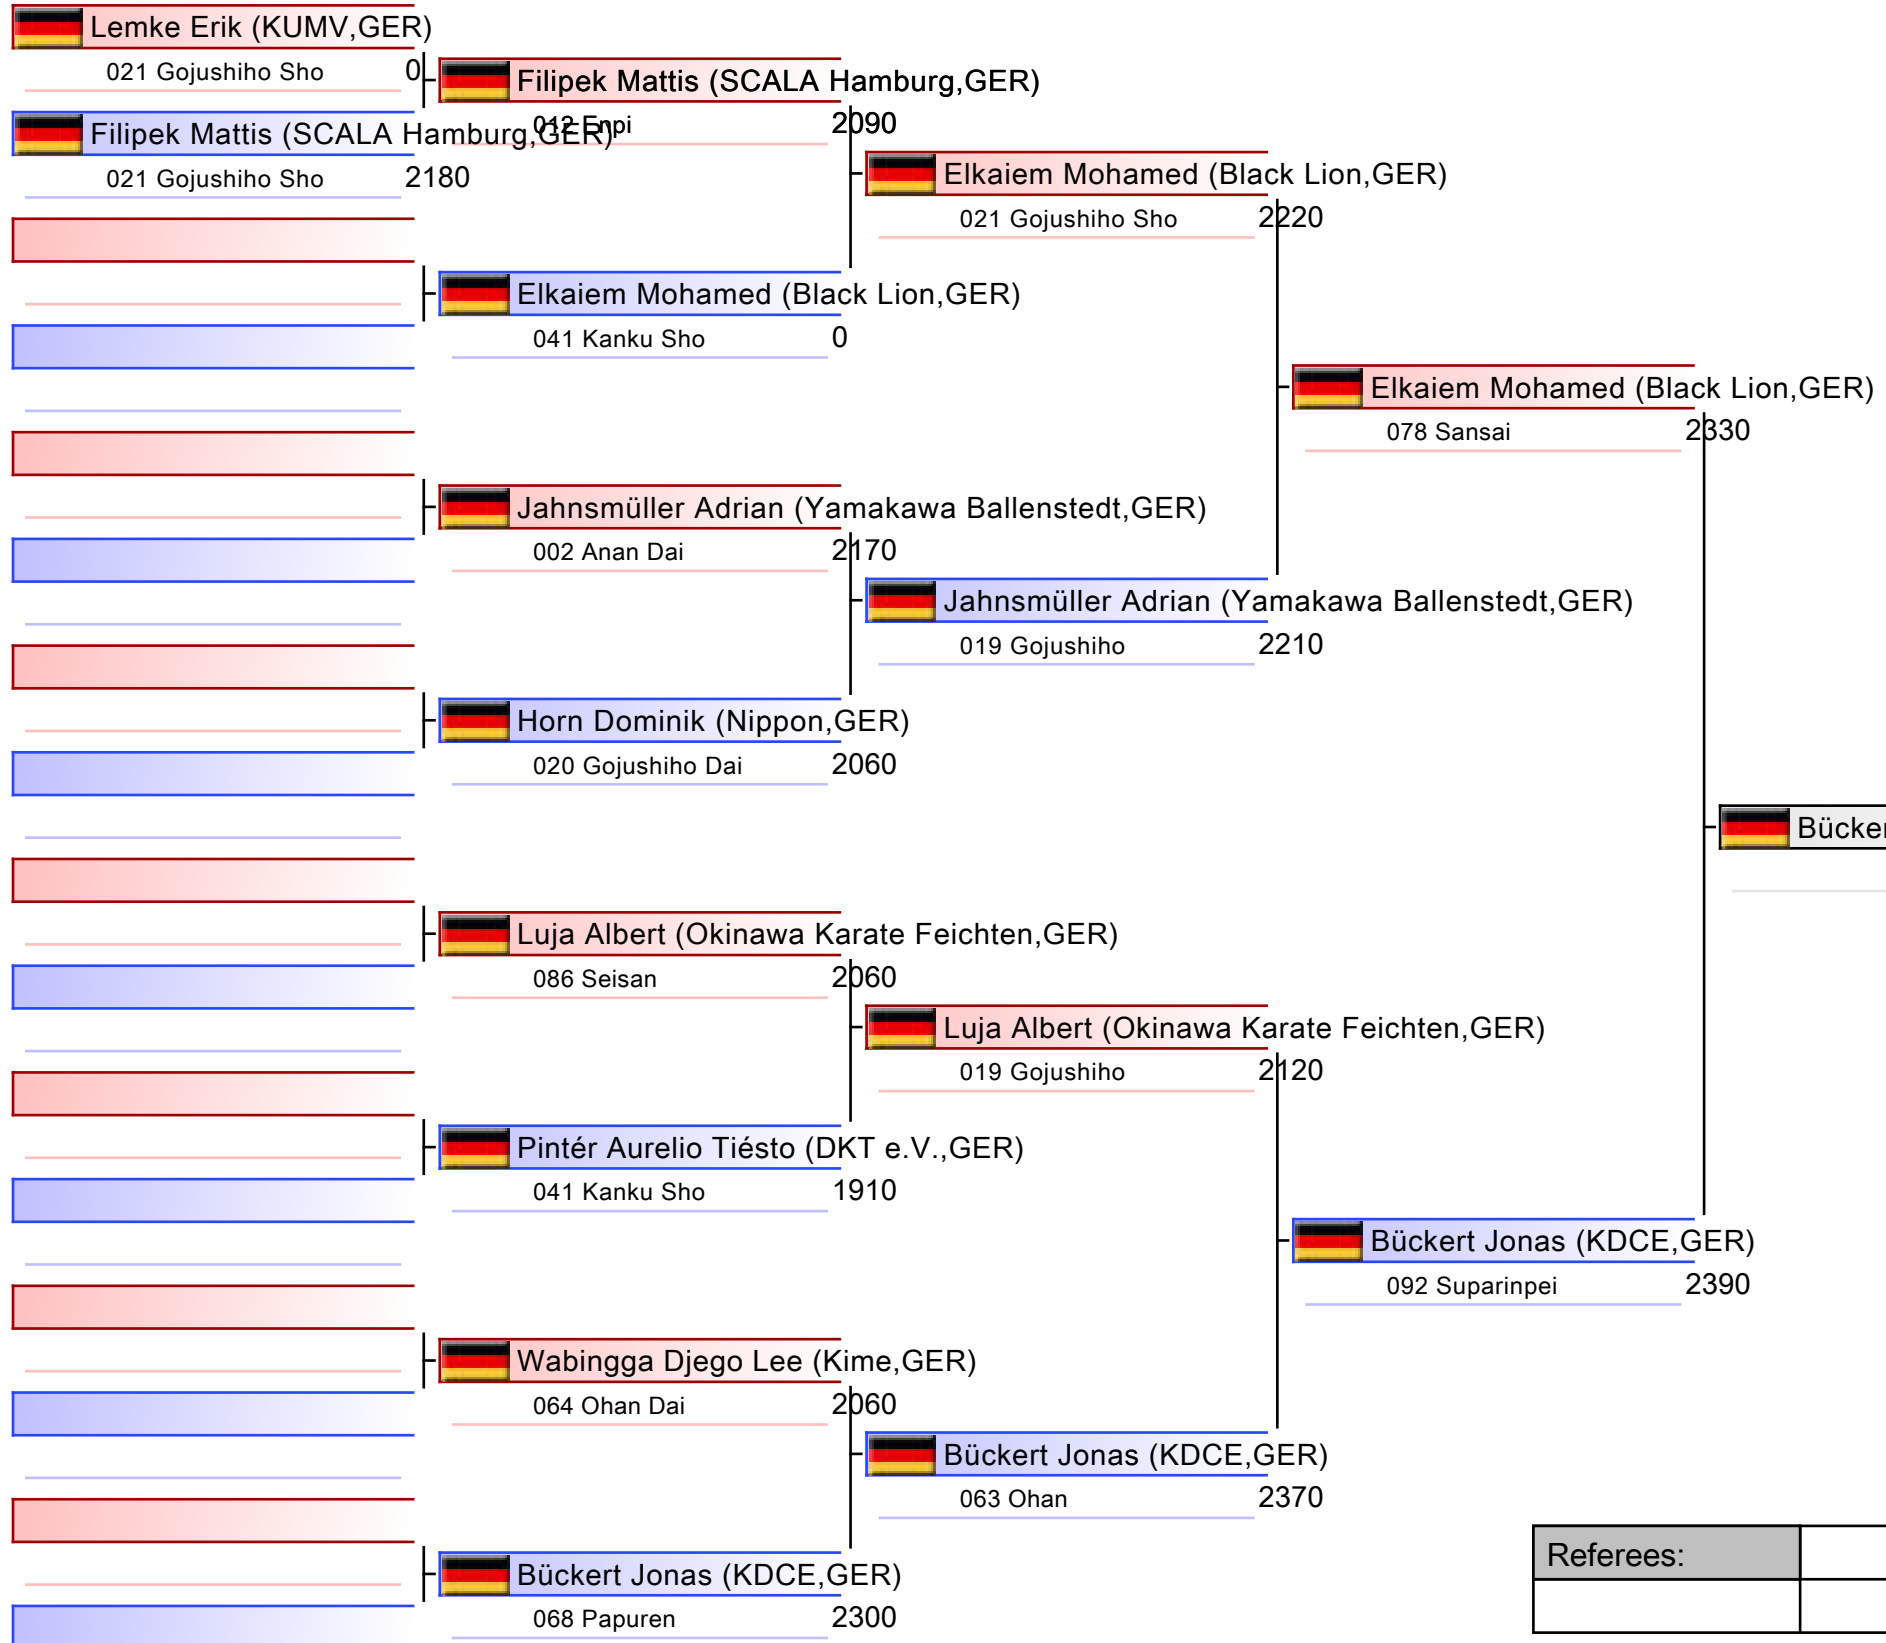 Lemke Erik (KUMV,GER)
021 Gojushiho Sho 0
Filipek Mattis (SCALA Hamburg,GER)
021 Gojushiho Sho 2180
Filipek Mattis (SCALA Hamburg,GER)
012 Enpi 2090
Elkaiem Mohamed (Black Lion,GER)
041 Kanku Sho 0
Jahnsmüller Adrian (Yamakawa Ballenstedt,GER)
002 Anan Dai 2170
Horn Dominik (Nippon,GER)
020 Gojushiho Dai 2060
Luja Albert (Okinawa Karate Feichten,GER)
086 Seisan 2060
Pintér Aurelio Tiésto (DKT e.V.,GER)
041 Kanku Sho 1910
Wabingga Djego Lee (Kime,GER)
064 Ohan Dai 2060
Bückert Jonas (KDCE,GER)
068 Papuren 2300
Elkaiem Mohamed (Black Lion,GER)
021 Gojushiho Sho 2220
Jahnsmüller Adrian (Yamakawa Ballenstedt,GER)
019 Gojushiho 2210
Luja Albert (Okinawa Karate Feichten,GER)
019 Gojushiho 2120
Bückert Jonas (KDCE,GER)
063 Ohan 2370
Elkaiem Mohamed (Black Lion,GER)
078 Sansai 2330
Bückert Jonas (KDCE,GER)
092 Suparinpei 2390
Bücker
Referees: